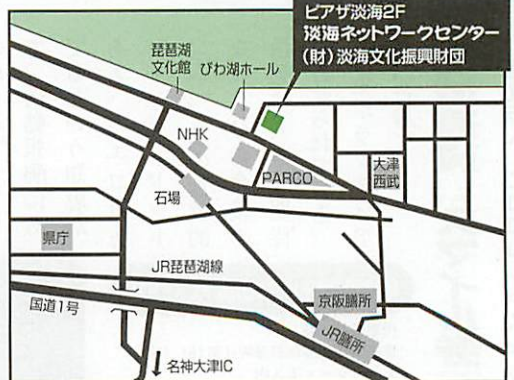 ピアザ淡海2F
淡海ネットワークセンター
(財)淡海文化振興財団
琵琶湖
文化館
びわ湖ホール
NHK
PARCO
大津
西武
石場
県庁
JR琵琶湖線
国道1号
京阪膳所
JR膳所
名神大津IC